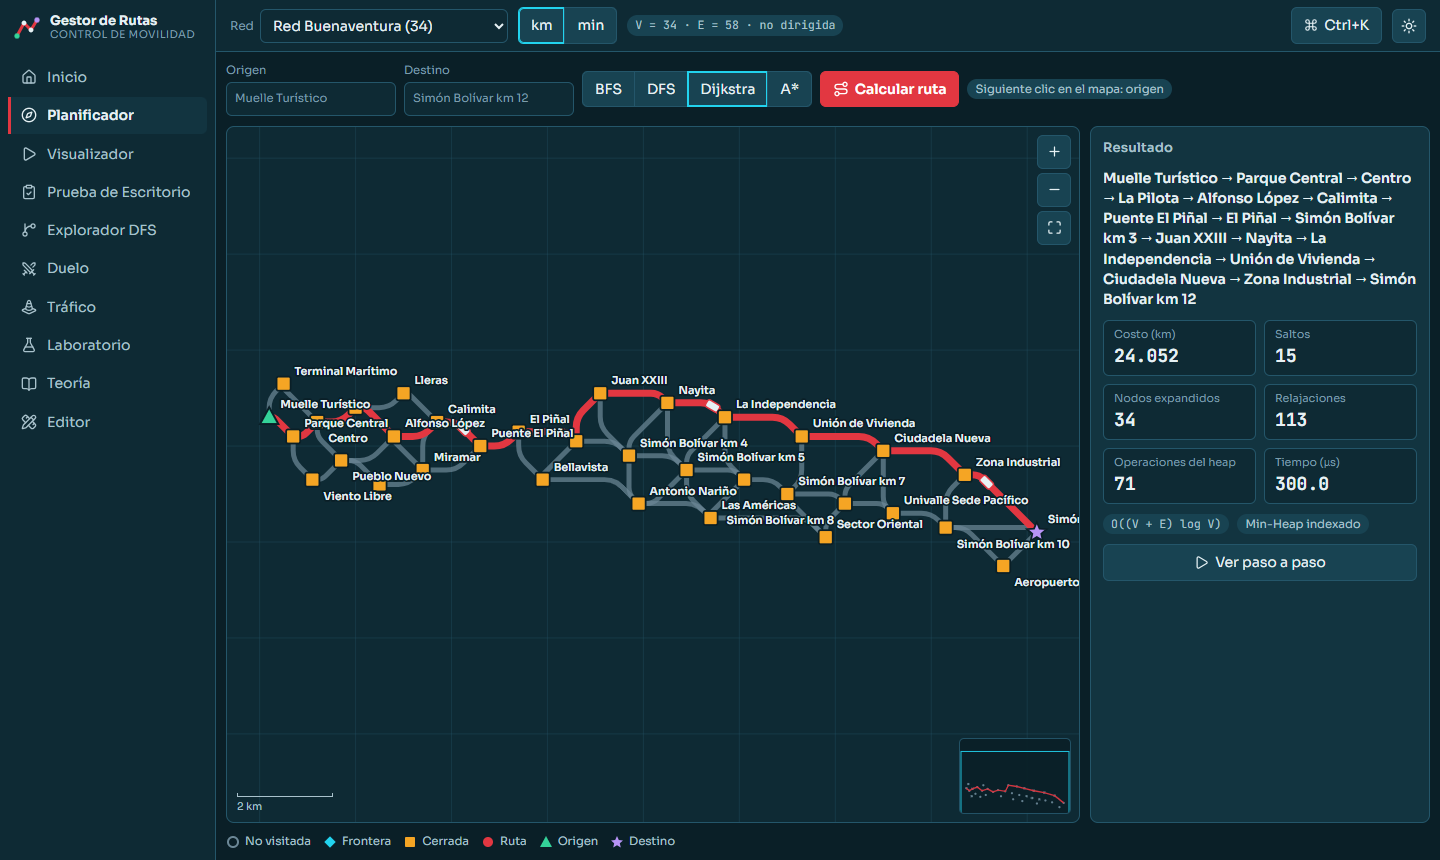 Gestor de Rutas
CONTROL DE MOVILIDAD
Inicio
Planificador
Visualizador
Prueba de Escritorio
Explorador DFS
Duelo
Tráfico
Laboratorio
Teoría
Editor
Red
Red Buenaventura (34)
km
min
V = 34 · E = 58 · no dirigida
⌘ Ctrl+K
Origen
Muelle Turístico
Destino
Simón Bolívar km 12
BFS
DFS
Dijkstra
A*
Calcular ruta
Siguiente clic en el mapa: origen
+
−
Terminal Marítimo
Lleras
Juan XXIII
Nayita
Muelle Turístico
Calimita
La Independencia
Parque Central
Alfonso López
El Piñal
Unión de Vivienda
Centro
Puente El Piñal
Simón Bolívar km 4
Ciudadela Nueva
Miramar
Simón Bolívar km 5
Zona Industrial
Pueblo Nuevo
Bellavista
Simón Bolívar km 7
Viento Libre
Antonio Nariño
Univalle Sede Pacífico
Las Américas
Simón Bolívar km 8
Sector Oriental
Simón
Simón Bolívar km 10
Aeropuerto
2 km
Resultado
Muelle Turístico → Parque Central → Centro
→ La Pilota → Alfonso López → Calimita →
Puente El Piñal → El Piñal → Simón Bolívar
km 3 → Juan XXIII → Nayita → La
Independencia → Unión de Vivienda →
Ciudadela Nueva → Zona Industrial → Simón
Bolívar km 12
Costo (km)
24.052
Saltos
15
Nodos expandidos
34
Relajaciones
113
Operaciones del heap
71
Tiempo (µs)
300.0
O((V + E) log V)
Min-Heap indexado
Ver paso a paso
No visitada
Frontera
Cerrada
Ruta
Origen
Destino